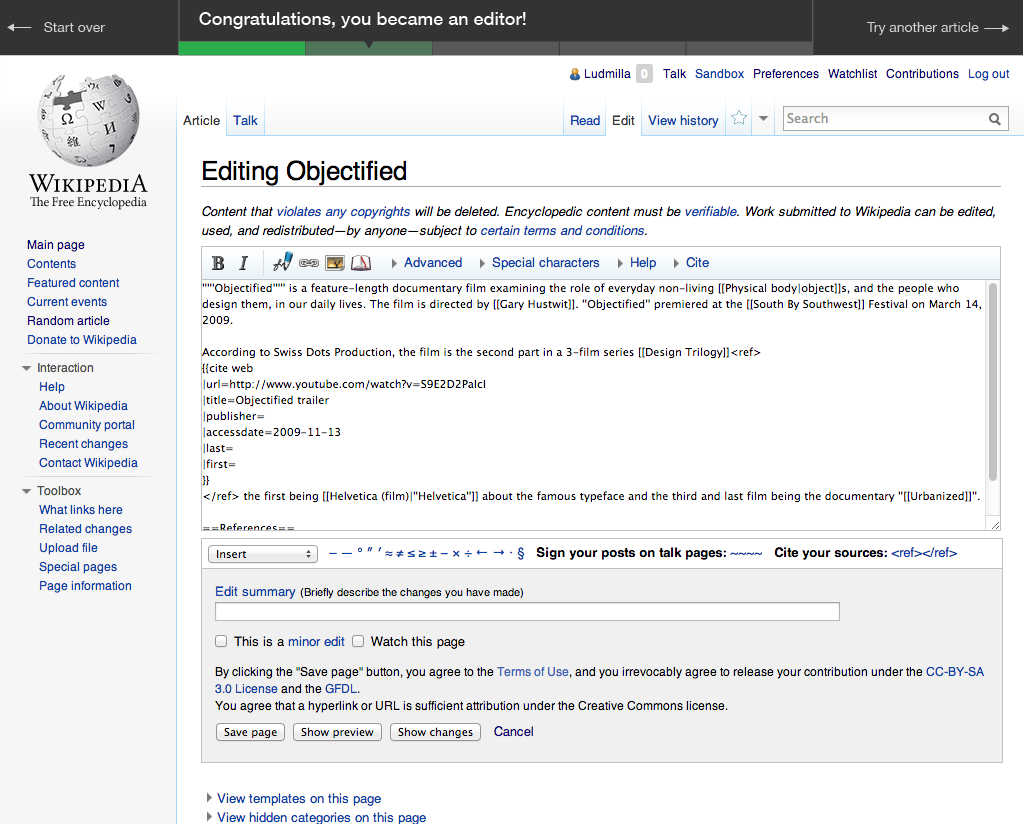 Start over
Congratulations, you became an editor!
Try another article
Ludmilla 0 Talk Sandbox Preferences Watchlist Contributions Log out
Article Talk Read Edit View history Search
Ω W И 維
WIKIPEDIA
The Free Encyclopedia
Main page
Contents
Featured content
Current events
Random article
Donate to Wikipedia
Interaction
Help
About Wikipedia
Community portal
Recent changes
Contact Wikipedia
Toolbox
What links here
Related changes
Upload file
Special pages
Page information
Editing Objectified
Content that violates any copyrights will be deleted. Encyclopedic content must be verifiable. Work submitted to Wikipedia can be edited,
used, and redistributed—by anyone—subject to certain terms and conditions.
B I Advanced Special characters Help Cite
"""Objectified""" is a feature-length documentary film examining the role of everyday non-living [[Physical body|object]]s, and the people who
design them, in our daily lives. The film is directed by [[Gary Hustwit]]. "Objectified" premiered at the [[South By Southwest]] Festival on March 14,
2009.
According to Swiss Dots Production, the film is the second part in a 3-film series [[Design Trilogy]]<ref>
{{cite web
|url=http://www.youtube.com/watch?v=S9E2D2PaIcI
|title=Objectified trailer
|publisher=
|accessdate=2009-11-13
|last=
|first=
}}
</ref> the first being [[Helvetica (film)|"Helvetica"]] about the famous typeface and the third and last film being the documentary "[[Urbanized]]".
==References==
Insert – — ° ″ ′ ≈ ≠ ≤ ≥ ± − × ÷ ← → · § Sign your posts on talk pages: ~~~~ Cite your sources: <ref></ref>
Edit summary (Briefly describe the changes you have made)
This is a minor edit Watch this page
By clicking the "Save page" button, you agree to the Terms of Use, and you irrevocably agree to release your contribution under the CC-BY-SA
3.0 License and the GFDL.
You agree that a hyperlink or URL is sufficient attribution under the Creative Commons license.
Save page Show preview Show changes Cancel
View templates on this page
View hidden categories on this page